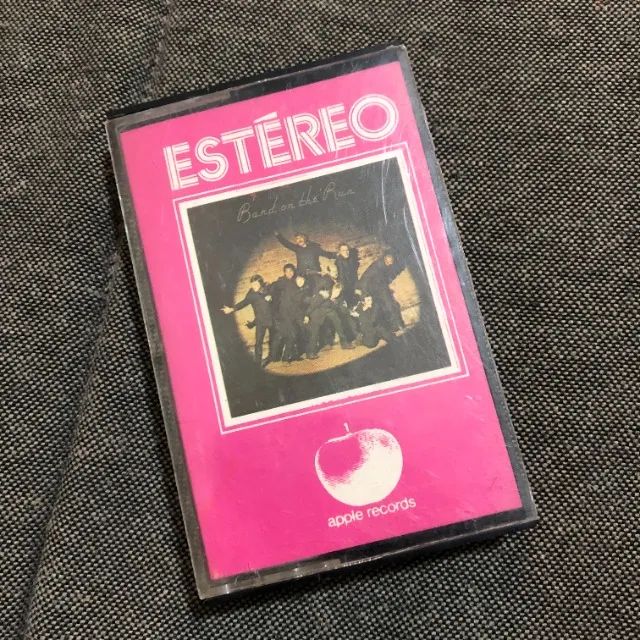 ESTÉREO
Band on the Run
apple records